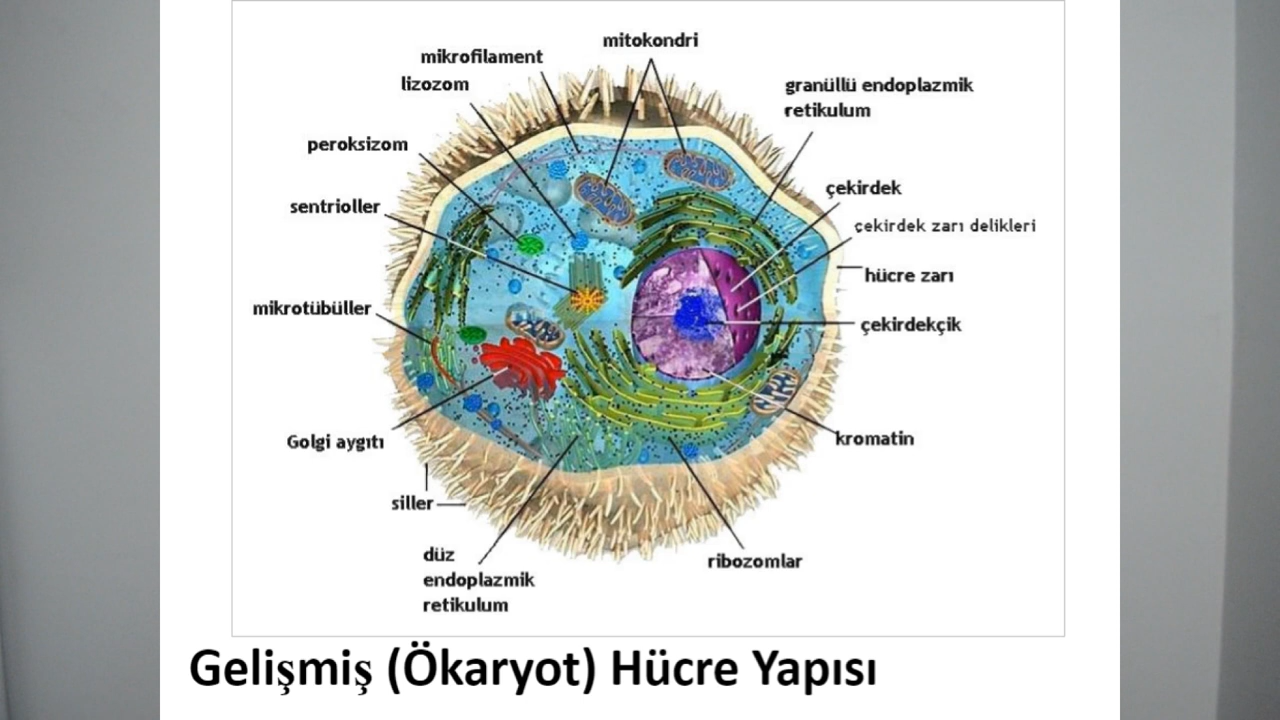 mitokondri
mikrofilament
lizozom
granüllü endoplazmik
retikulum
peroksizom
çekirdek
sentrioller
çekirdek zarı delikleri
hücre zarı
mikrotübüller
çekirdekçik
Golgi aygıtı
kromatin
siller
düz
endoplazmik
retikulum
ribozomlar
Gelişmiş (Ökaryot) Hücre Yapısı